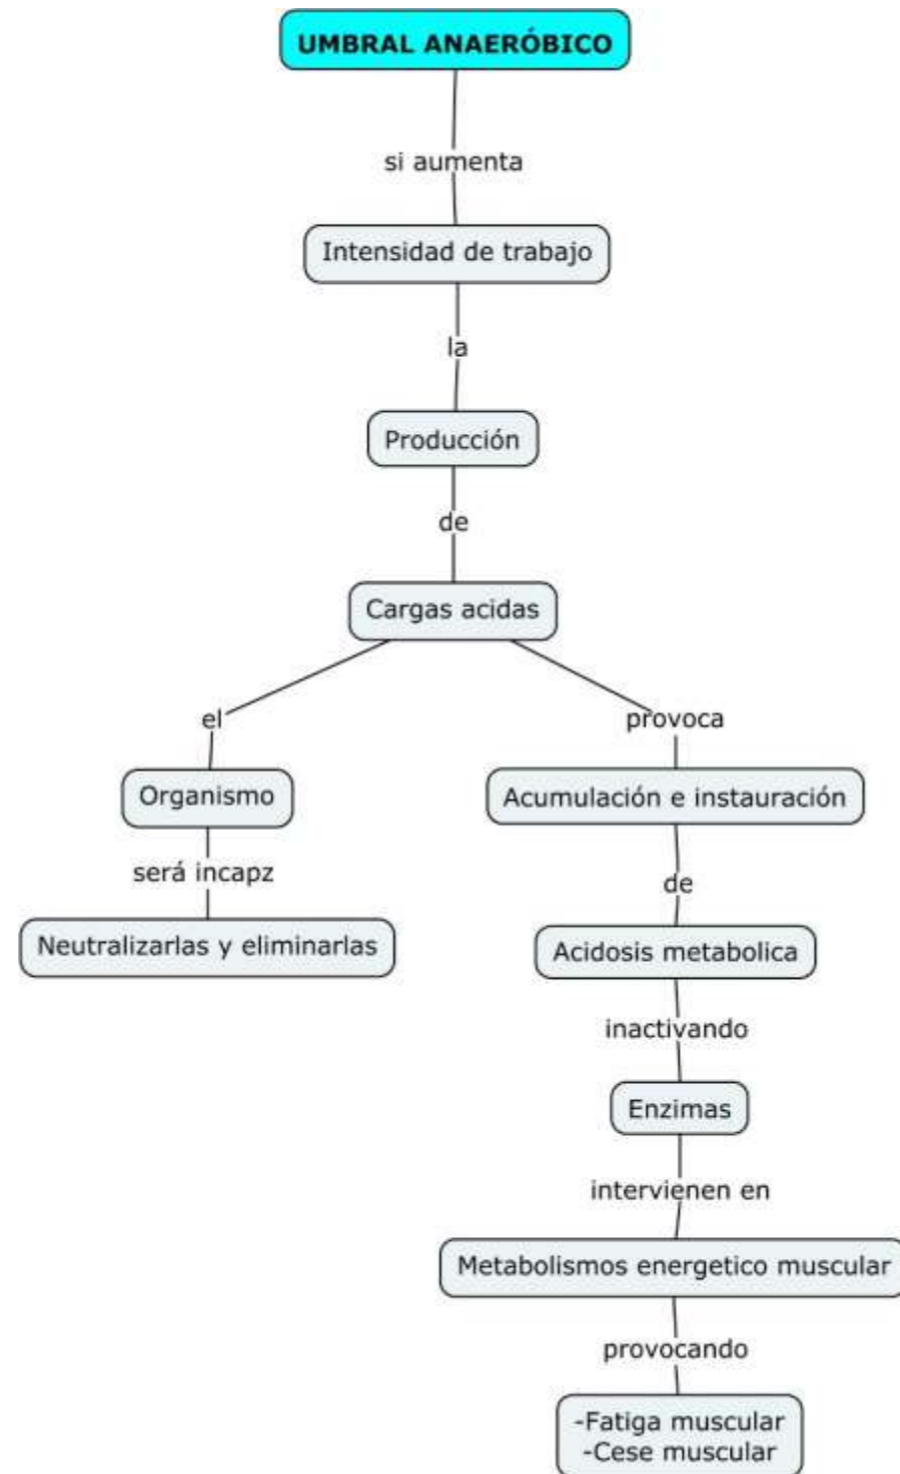 UMBRAL ANAERÓBICO
si aumenta
Intensidad de trabajo
la
Producción
de
Cargas acidas
el
Organismo
será incapz
Neutralizarlas y eliminarlas
provoca
Acumulación e instauración
de
Acidosis metabolica
inactivando
Enzimas
intervienen en
Metabolismos energetico muscular
provocando
-Fatiga muscular
-Cese muscular